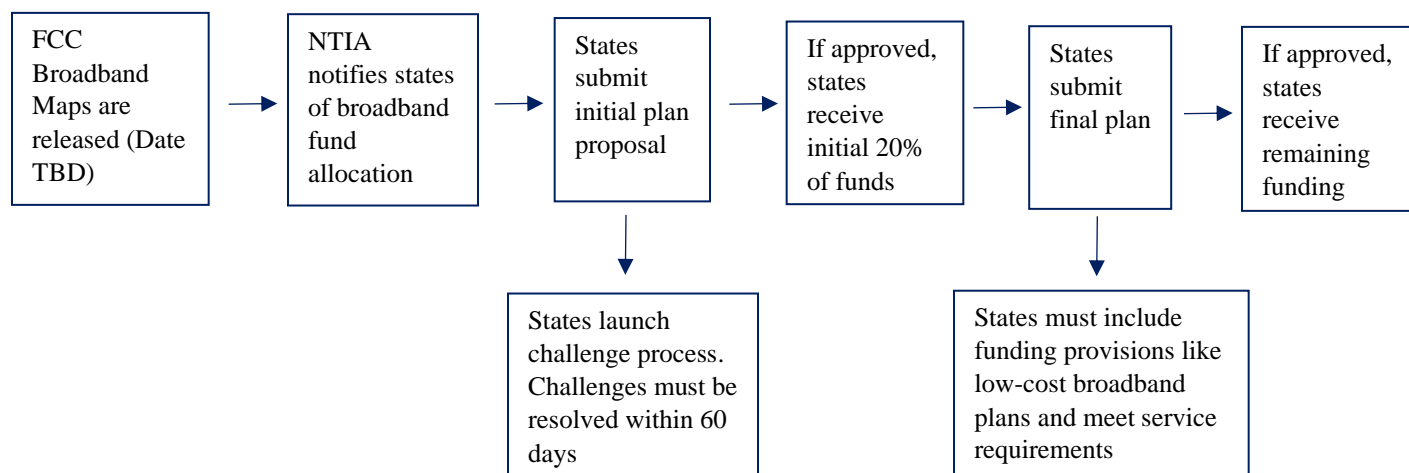 FCC
Broadband
Maps are
released (Date
TBD)
NTIA
notifies states
of broadband
fund
allocation
States
submit
initial plan
proposal
If approved,
states
receive
initial 20%
of funds
States
submit
final plan
If approved,
states
receive
remaining
funding
States launch
challenge process.
Challenges must be
resolved within 60
days
States must include
funding provisions like
low-cost broadband
plans and meet service
requirements